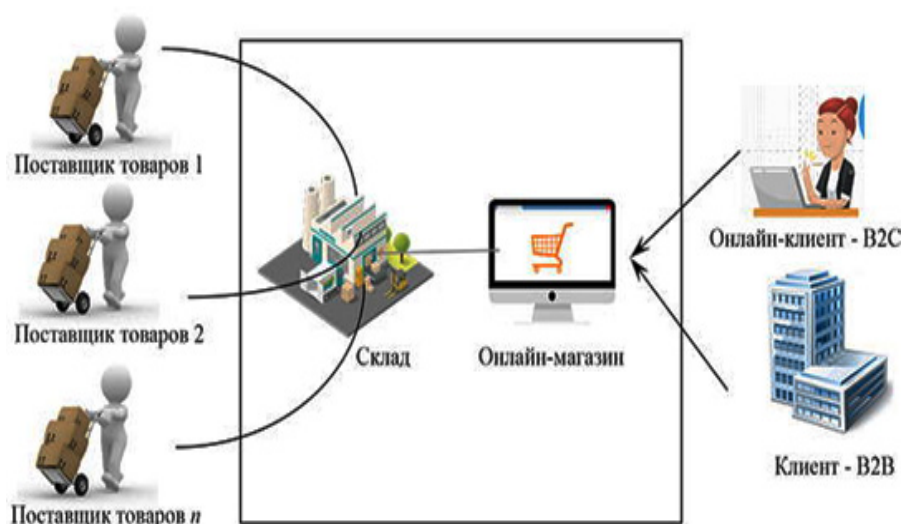 Поставщик товаров 1
Поставщик товаров 2
Поставщик товаров n
Склад
Онлайн-магазин
Онлайн-клиент - B2C
Клиент - B2B